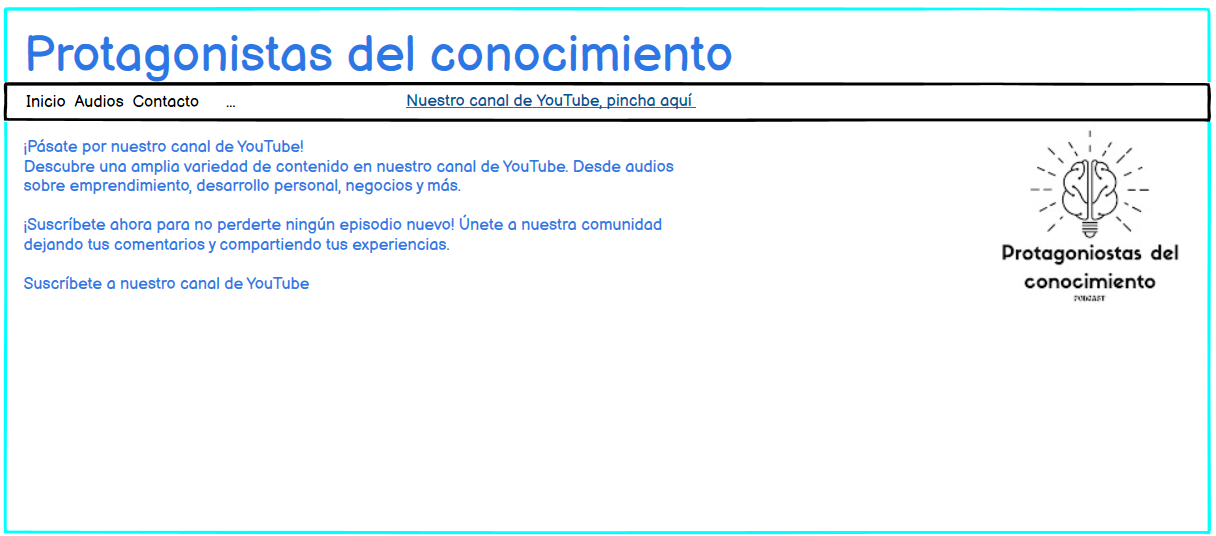 Protagonistas del conocimiento
Inicio Audios Contacto ... Nuestro canal de YouTube, pincha aquí
¡Pásate por nuestro canal de YouTube!
Descubre una amplia variedad de contenido en nuestro canal de YouTube. Desde audios
sobre emprendimiento, desarrollo personal, negocios y más.
¡Suscríbete ahora para no perderte ningún episodio nuevo! Únete a nuestra comunidad
dejando tus comentarios y compartiendo tus experiencias.
Suscríbete a nuestro canal de YouTube
Protagoniostas del
conocimiento
PODCAST